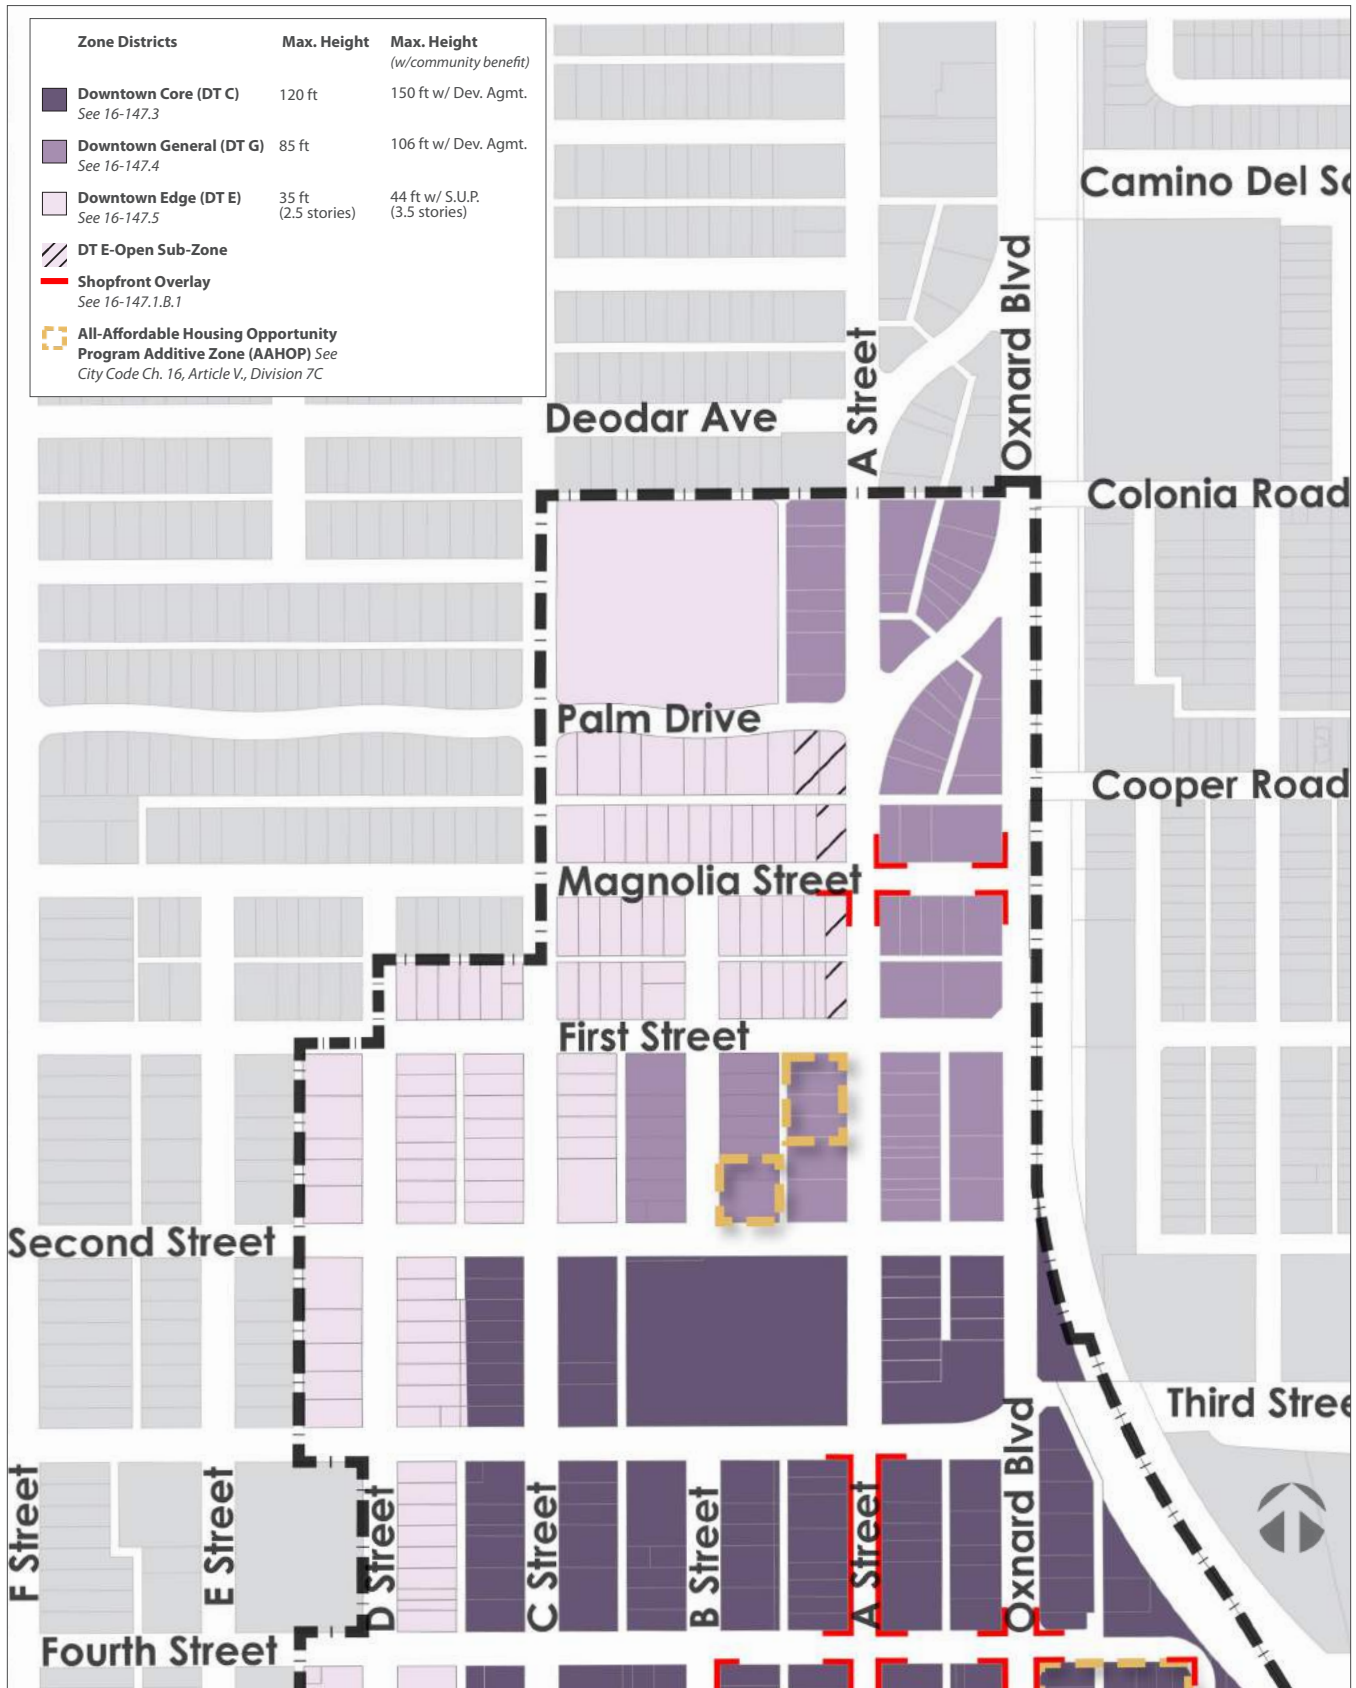 Zone Districts Max. Height Max. Height
(w/community benefit)
Downtown Core (DT C) 120 ft 150 ft w/ Dev. Agmt.
See 16-147.3
Downtown General (DT G) 85 ft 106 ft w/ Dev. Agmt.
See 16-147.4
Downtown Edge (DT E) 35 ft 44 ft w/ S.U.P.
See 16-147.5 (2.5 stories) (3.5 stories)
DT E-Open Sub-Zone
Shopfront Overlay
See 16-147.1.B.1
All-Affordable Housing Opportunity
Program Additive Zone (AAHOP) See
City Code Ch. 16, Article V., Division 7C
Camino Del So
Oxnard Blvd
A Street
Deodar Ave
Colonia Road
Palm Drive
Cooper Road
Magnolia Street
First Street
Second Street
Third Stree
Oxnard Blvd
F Street
E Street
D Street
C Street
B Street
A Street
Fourth Street